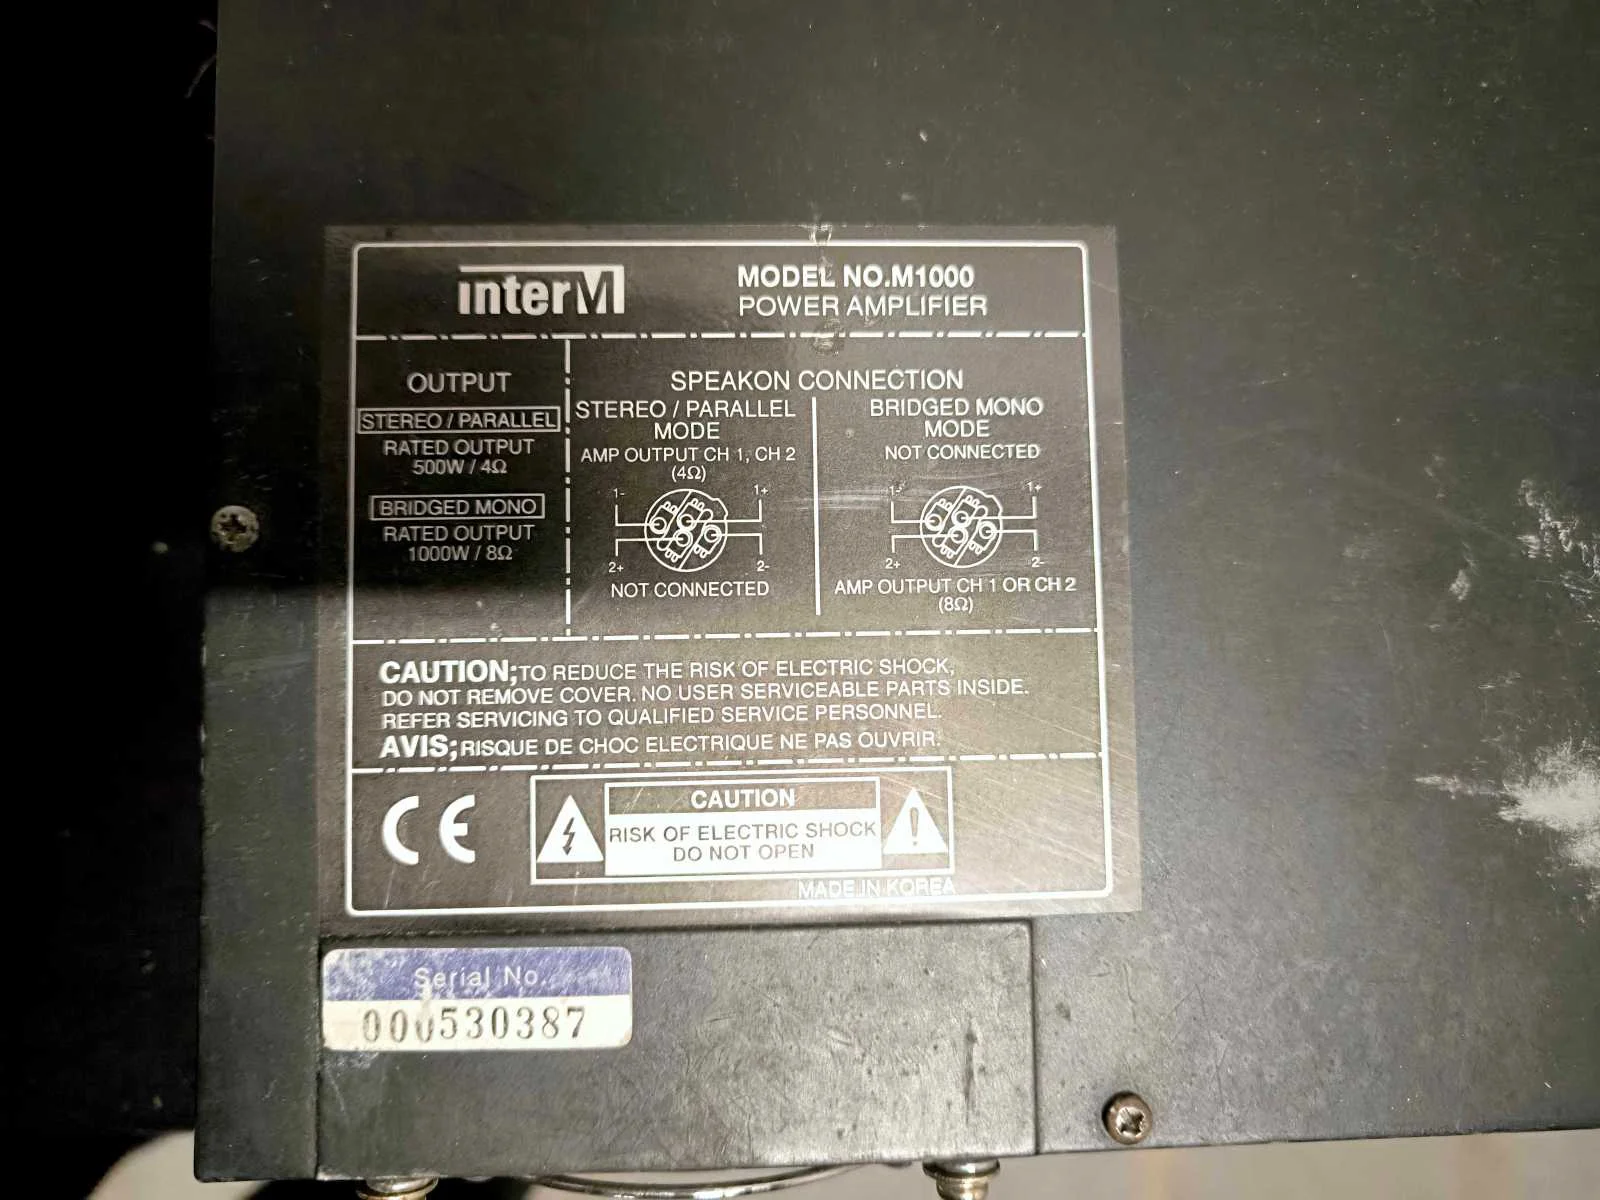 interM
MODEL NO.M1000
POWER AMPLIFIER
OUTPUT
STEREO / PARALLEL
RATED OUTPUT
500W / 4Ω
BRIDGED MONO
RATED OUTPUT
1000W / 8Ω
SPEAKON CONNECTION
STEREO / PARALLEL
MODE
AMP OUTPUT CH 1, CH 2
(4Ω)
1- 1+
2+ 2-
NOT CONNECTED
BRIDGED MONO
MODE
NOT CONNECTED
1- 1+
2+ 2-
AMP OUTPUT CH 1 OR CH 2
(8Ω)
CAUTION;TO REDUCE THE RISK OF ELECTRIC SHOCK,
DO NOT REMOVE COVER. NO USER SERVICEABLE PARTS INSIDE.
REFER SERVICING TO QUALIFIED SERVICE PERSONNEL.
AVIS;RISQUE DE CHOC ELECTRIQUE NE PAS OUVRIR.
CE
CAUTION
RISK OF ELECTRIC SHOCK
DO NOT OPEN
MADE IN KOREA
Serial No.
000530387